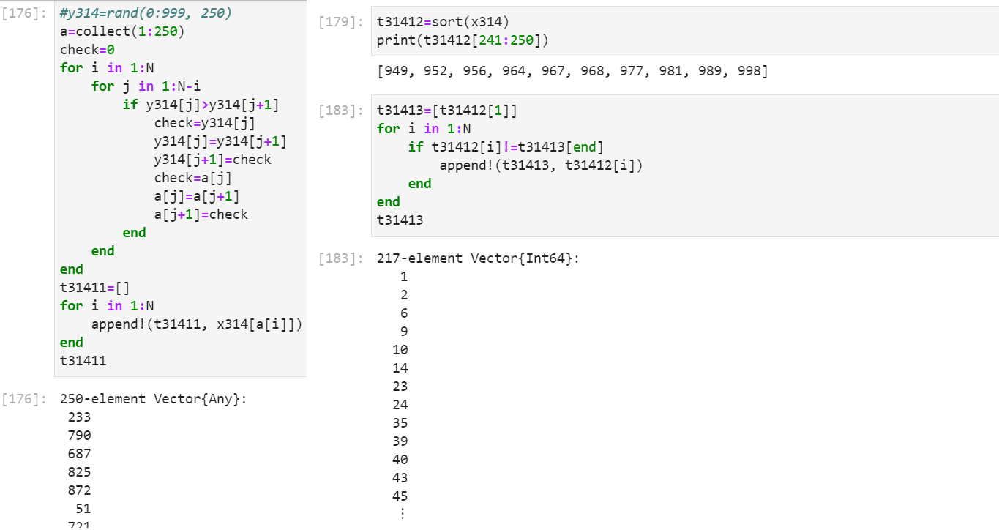 [176]: #y314=rand(0:999, 250)
a=collect(1:250)
check=0
for i in 1:N
    for j in 1:N-i
        if y314[j]>y314[j+1]
            check=y314[j]
            y314[j]=y314[j+1]
            y314[j+1]=check
            check=a[j]
            a[j]=a[j+1]
            a[j+1]=check
        end
    end
end
t31411=[]
for i in 1:N
    append!(t31411, x314[a[i]])
end
t31411
[176]: 250-element Vector{Any}:
233
790
687
825
872
51
721
[179]: t31412=sort(x314)
print(t31412[241:250])
[949, 952, 956, 964, 967, 968, 977, 981, 989, 998]
[183]: t31413=[t31412[1]]
for i in 1:N
    if t31412[i]!=t31413[end]
        append!(t31413, t31412[i])
    end
end
t31413
[183]: 217-element Vector{Int64}:
1
2
6
9
10
14
23
24
35
39
40
43
45
⋮